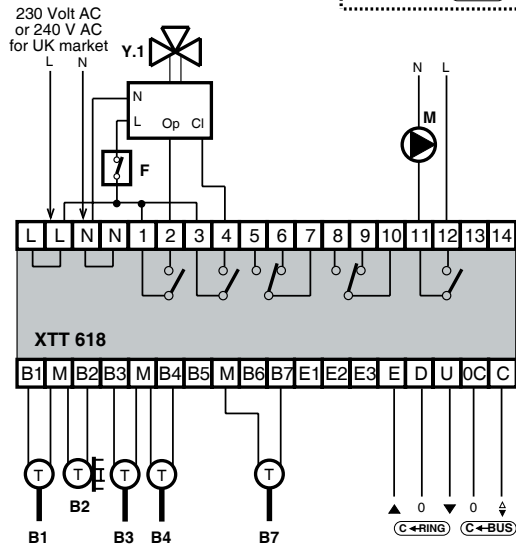 230 Volt AC
or 240 V AC
for UK market
L N
Y.1
N L
N
L Op Cl
M
F
L L N N 1 2 3 4 5 6 7 8 9 10 11 12 13 14
XTT 618
B1 M B2 B3 M B4 B5 M B6 B7 E1 E2 E3 E D U 0C C
T T T T T
B2
0 0
C RING C BUS
B1 B3 B4 B7